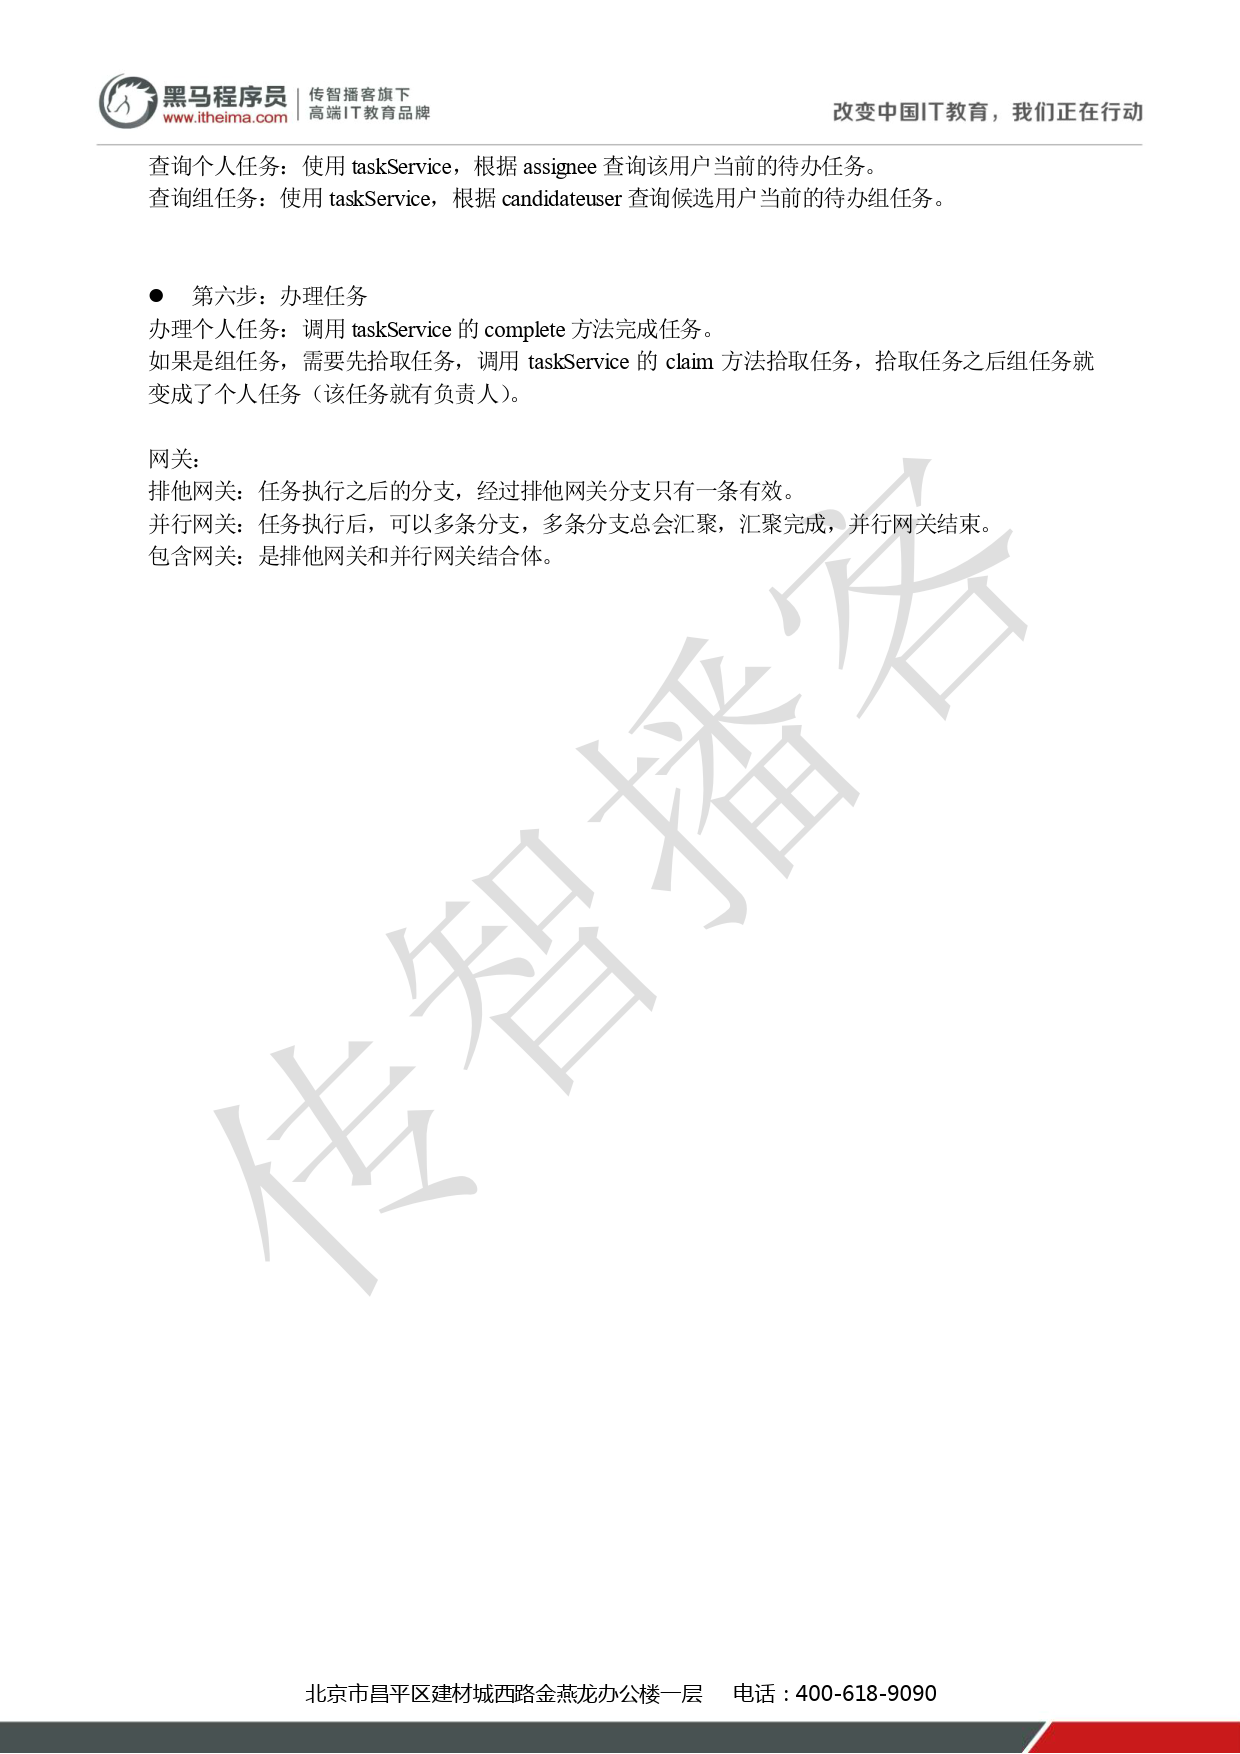 黑马程序员
www.itheima.com
传智播客旗下
高端IT教育品牌
改变中国IT教育，我们正在行动
查询个人任务：使用 taskService，根据 assignee 查询该用户当前的待办任务。
查询组任务：使用 taskService，根据 candidateuser 查询候选用户当前的待办组任务。
● 第六步：办理任务
办理个人任务：调用 taskService 的 complete 方法完成任务。
如果是组任务，需要先拾取任务，调用 taskService 的 claim 方法拾取任务，拾取任务之后组任务就
变成了个人任务（该任务就有负责人）。
网关：
排他网关：任务执行之后的分支，经过排他网关分支只有一条有效。
并行网关：任务执行后，可以多条分支，多条分支总会汇聚，汇聚完成，并行网关结束。
包含网关：是排他网关和并行网关结合体。
传智播客
北京市昌平区建材城西路金燕龙办公楼一层 电话：400-618-9090